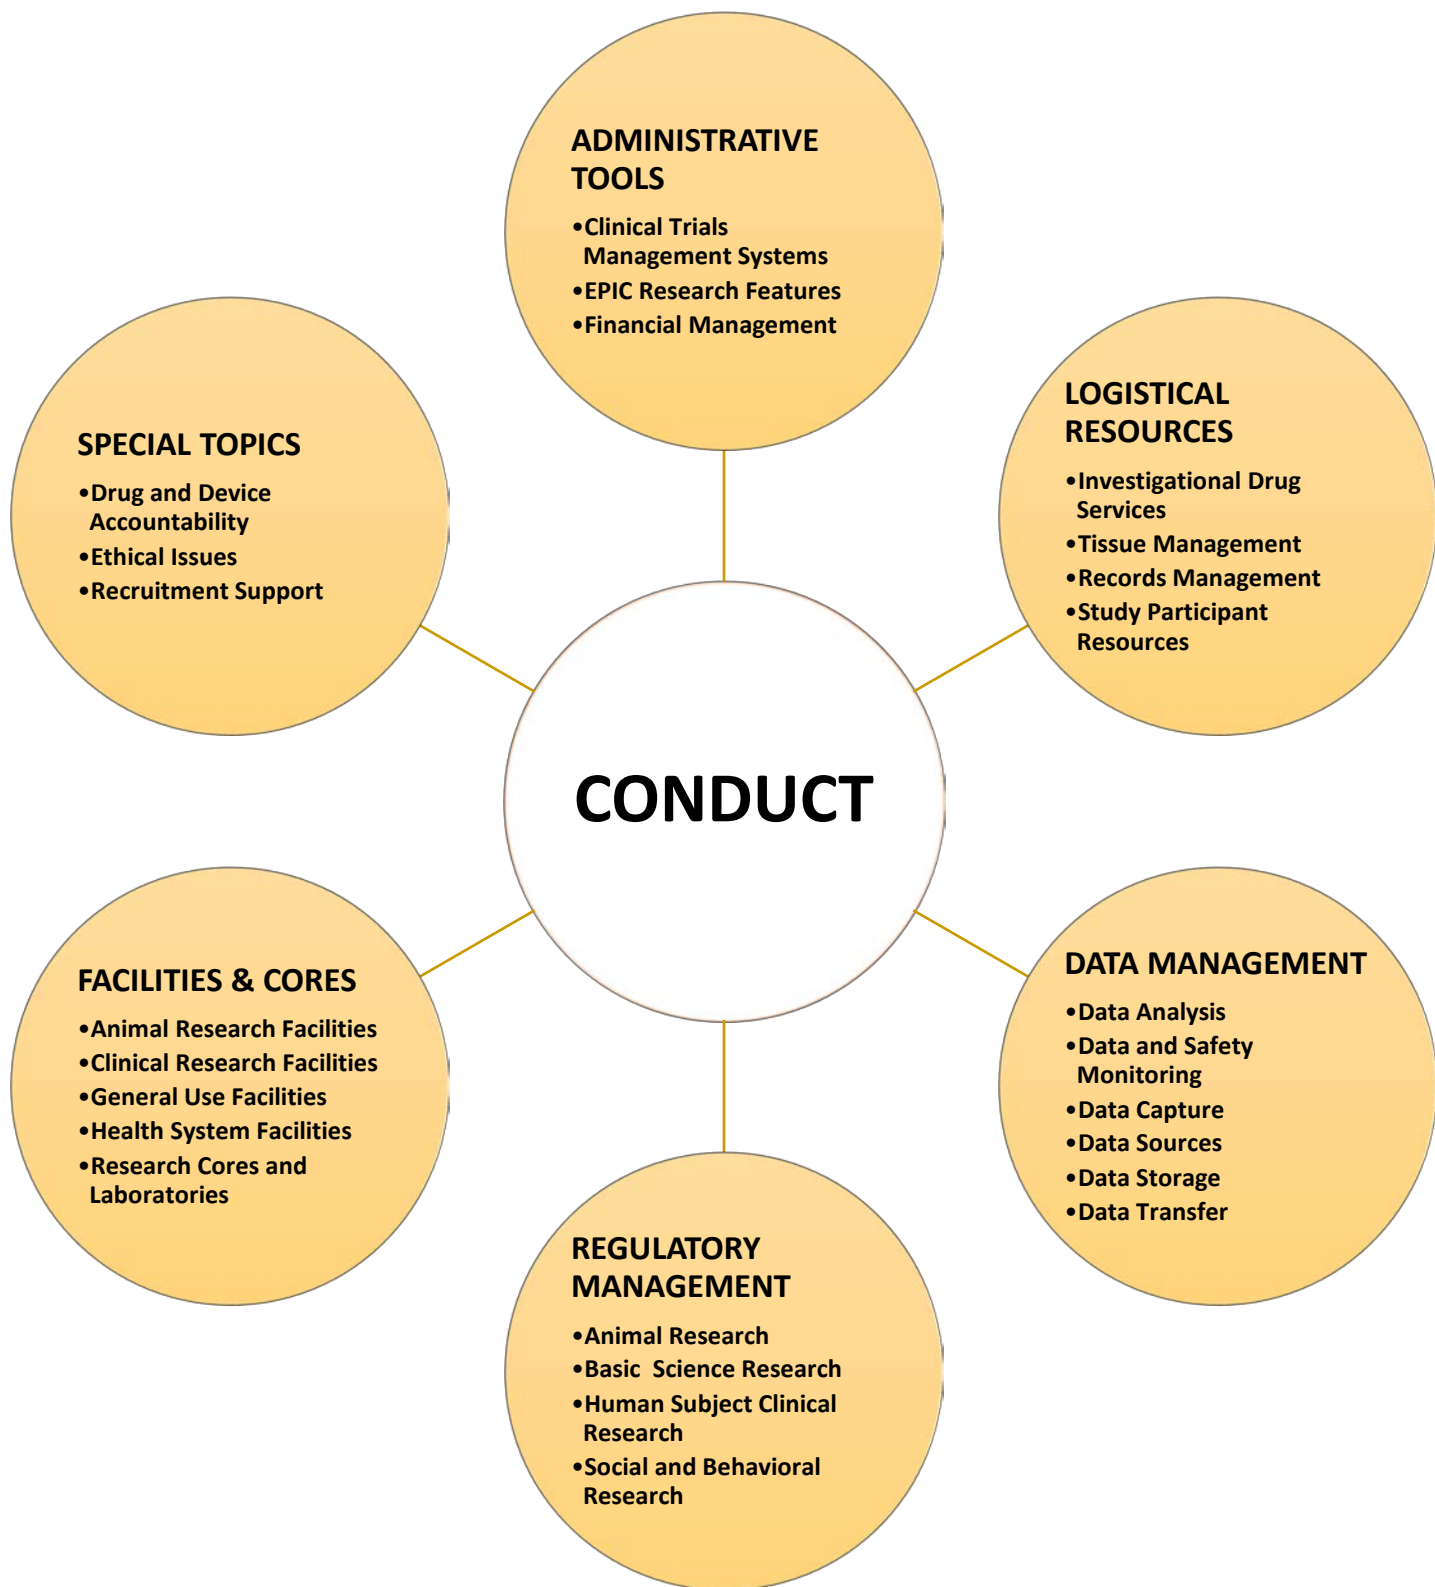 ADMINISTRATIVE
TOOLS
•Clinical Trials
Management Systems
•EPIC Research Features
•Financial Management
LOGISTICAL
RESOURCES
•Investigational Drug
Services
•Tissue Management
•Records Management
•Study Participant
Resources
DATA MANAGEMENT
•Data Analysis
•Data and Safety
Monitoring
•Data Capture
•Data Sources
•Data Storage
•Data Transfer
REGULATORY
MANAGEMENT
•Animal Research
•Basic  Science Research
•Human Subject Clinical
Research
•Social and Behavioral
Research
FACILITIES & CORES
•Animal Research Facilities
•Clinical Research Facilities
•General Use Facilities
•Health System Facilities
•Research Cores and
Laboratories
SPECIAL TOPICS
•Drug and Device
Accountability
•Ethical Issues
•Recruitment Support
CONDUCT